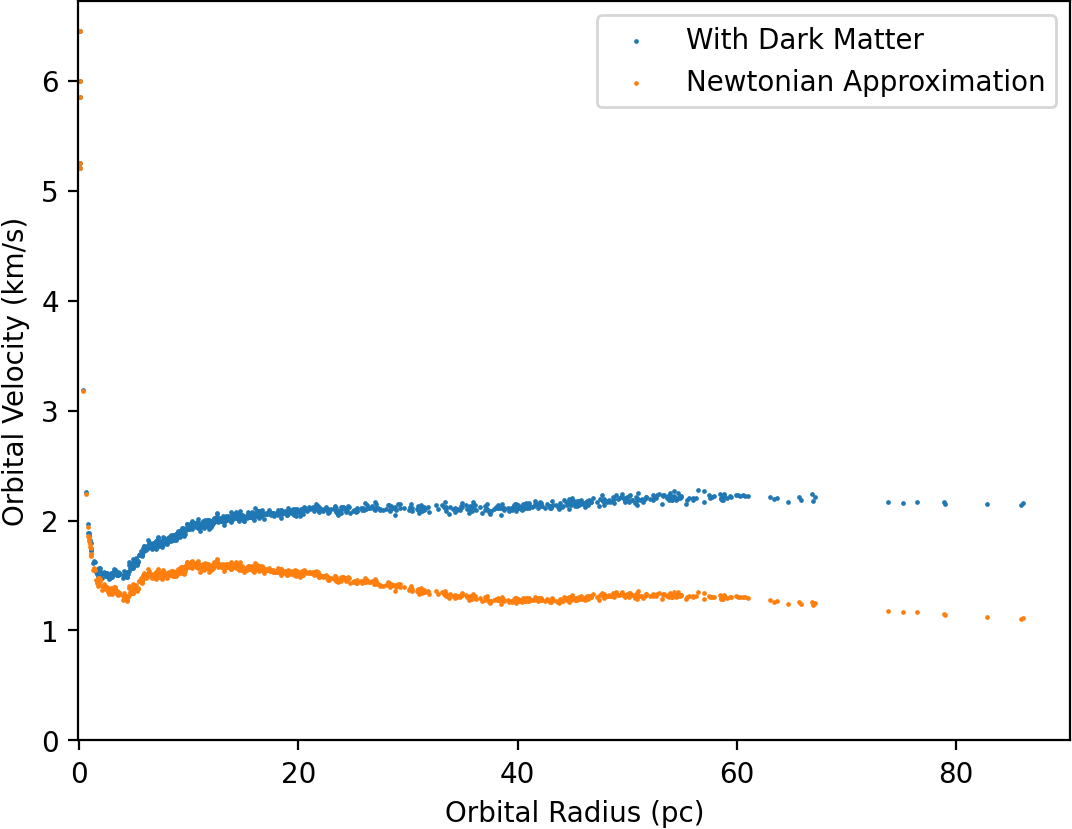 With Dark Matter
Newtonian Approximation
Orbital Velocity (km/s)
6
5
4
3
2
1
0
0 20 40 60 80
Orbital Radius (pc)